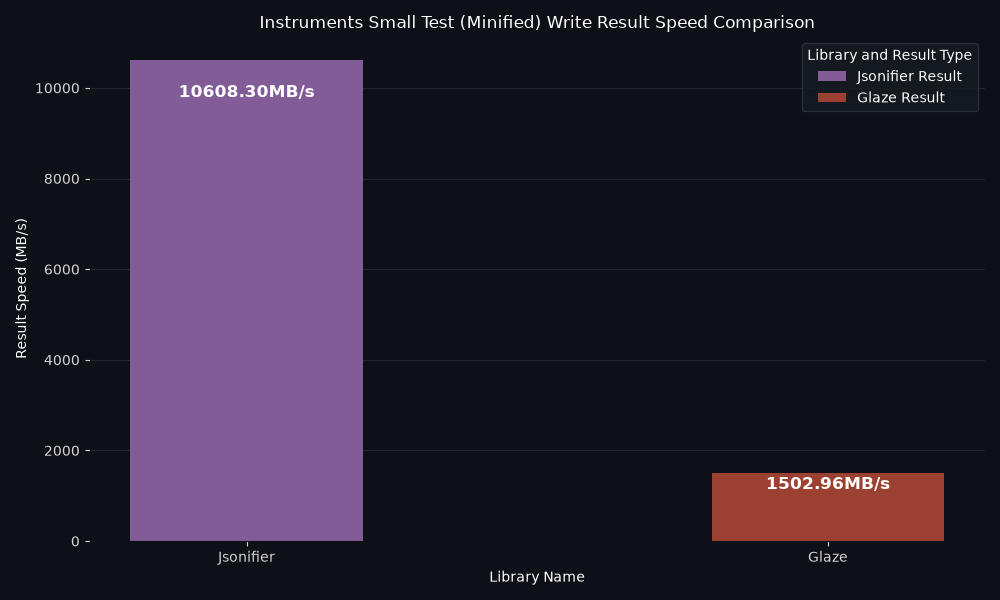 Instruments Small Test (Minified) Write Result Speed Comparison
Library and Result Type
Jsonifier Result
Glaze Result
10608.30MB/s
1502.96MB/s
10000
8000
6000
4000
2000
0
Result Speed (MB/s)
Jsonifier
Glaze
Library Name